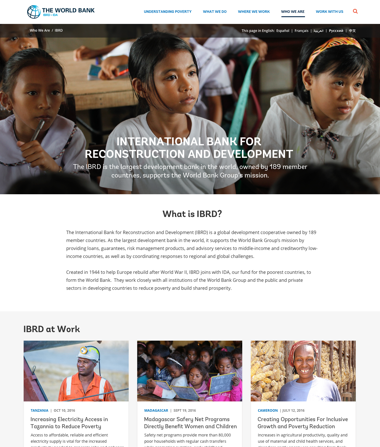 THE WORLD BANK
IBRD • IDA
UNDERSTANDING POVERTY
WHAT WE DO
WHERE WE WORK
WHO WE ARE
WORK WITH US
Who We Are / IBRD
This page in: English Español | Français | عربي | Русский | 中文
INTERNATIONAL BANK FOR
RECONSTRUCTION AND DEVELOPMENT
The IBRD is the largest development bank in the world, owned by 189 member
countries, supports the World Bank Group's mission.
What is IBRD?
The International Bank for Reconstruction and Development (IBRD) is a global development cooperative owned by 189
member countries. As the largest development bank in the world, it supports the World Bank Group's mission by
providing loans, guarantees, risk management products, and advisory services to middle-income and creditworthy low-
income countries, as well as by coordinating responses to regional and global challenges.
Created in 1944 to help Europe rebuild after World War II, IBRD joins with IDA, our fund for the poorest countries, to
form the World Bank. They work closely with all institutions of the World Bank Group and the public and private
sectors in developing countries to reduce poverty and build shared prosperity.
IBRD at Work
TANZANIA | OCT 16, 2016
Increasing Electricity Access in
Tagannia to Reduce Poverty
Access to affordable, reliable and efficient
electricity supply is vital for the increased
MADAGASCAR | SEPT 15, 2016
Madagascar Safety Net Programs
Directly Benefit Women and Children
Safety net programs provide more than 80,000
poor households with regular cash transfers
CAMEROON | JULY 12, 2016
Creating Opportunities For Inclusive
Growth and Poverty Reduction
Increases in agricultural productivity, quality and
use of maternal and child health services, and